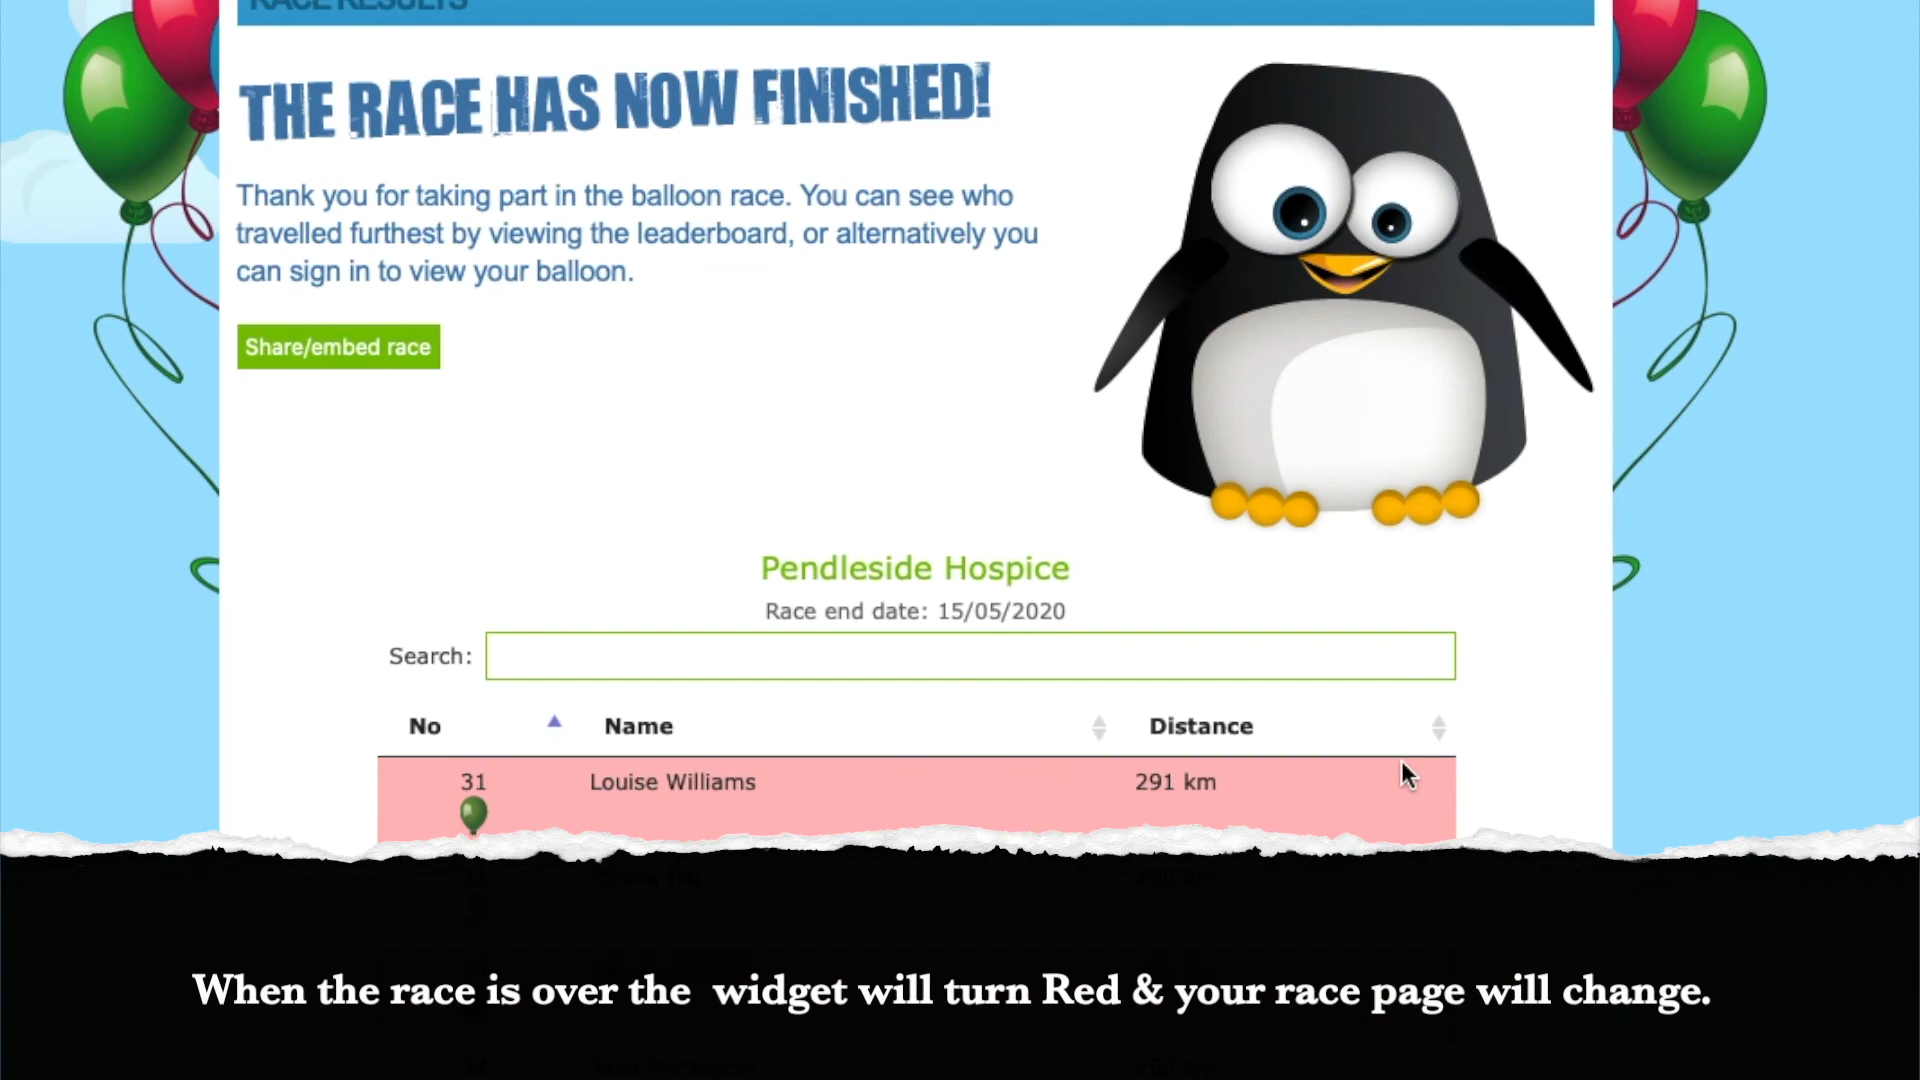 RACE RESULTS
THE RACE HAS NOW FINISHED!
Thank you for taking part in the balloon race. You can see who
travelled furthest by viewing the leaderboard, or alternatively you
can sign in to view your balloon.
Share/embed race
Pendleside Hospice
Race end date: 15/05/2020
Search:
No Name Distance
31 Louise Williams 291 km
When the race is over the widget will turn Red & your race page will change.